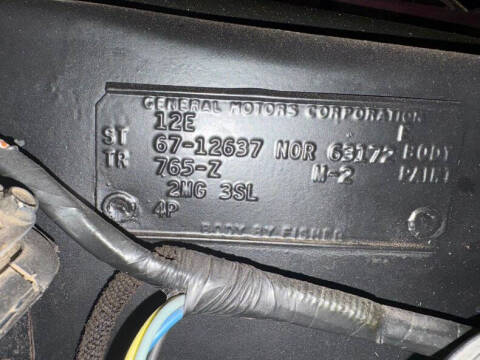 GENERAL MOTORS CORPORATION
12E E
ST 67-12637 NOR 63172 BODY
TR 765-Z N-2 PAINT
2MG 3SL
4P
BODY BY FISHER